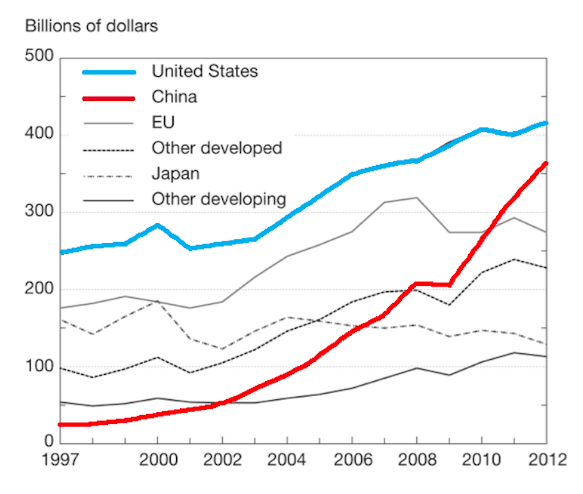 Billions of dollars
500
400
300
200
100
0
United States
China
EU
Other developed
Japan
Other developing
1997 2000 2002 2004 2006 2008 2010 2012